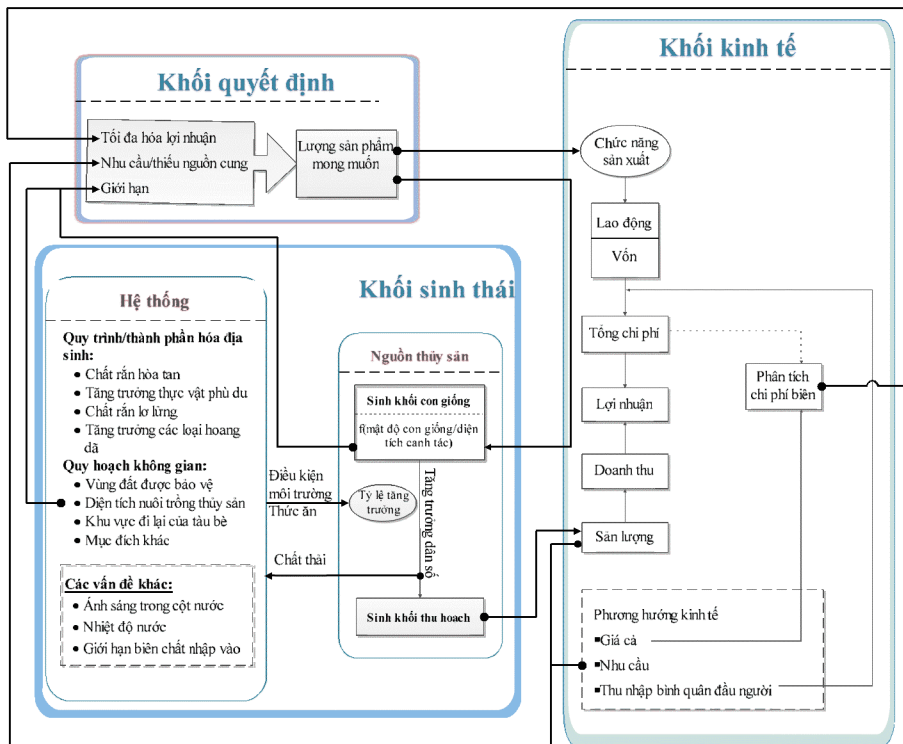 Khối quyết định
Tối đa hóa lợi nhuận
Nhu cầu/thiếu nguồn cung
Giới hạn
Lượng sản phẩm
mong muốn
Khối kinh tế
Chức năng
sản xuất
Lao động
Vốn
Tổng chi phí
Phân tích
chi phí biên
Lợi nhuận
Doanh thu
Sản lượng
Phương hướng kinh tế
Giá cả
Nhu cầu
Thu nhập bình quân đầu người
Khối sinh thái
Hệ thống
Quy trình/thành phần hóa địa
sinh:
Chất rắn hòa tan
Tăng trưởng thực vật phù du
Chất rắn lơ lửng
Tăng trưởng các loại hoang
dã
Quy hoạch không gian:
Vùng đất được bảo vệ
Diện tích nuôi trồng thủy sản
Khu vực đi lại của tàu bè
Mục đích khác
Các vấn đề khác:
Ánh sáng trong cột nước
Nhiệt độ nước
Giới hạn biên chất nhập vào
Điều kiện
môi trường
Thức ăn
Chất thải
Nguồn thủy sản
Sinh khối con giống
f(mật độ con giống/diện
tích canh tác)
Tỷ lệ tăng
trưởng
Tăng trưởng dân số
Sinh khối thu hoạch